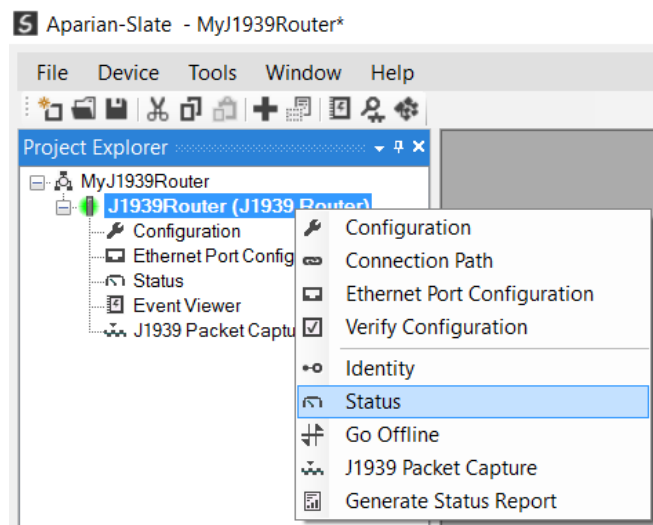 S Aparian-Slate - MyJ1939Router*
File Device Tools Window Help
Project Explorer
MyJ1939Router
J1939Router (J1939 Router)
Configuration
Ethernet Port Config
Status
Event Viewer
J1939 Packet Captu
Configuration
Connection Path
Ethernet Port Configuration
Verify Configuration
Identity
Status
Go Offline
J1939 Packet Capture
Generate Status Report